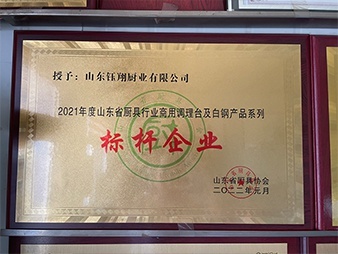 授予：山东钰翔厨业有限公司
2021年度山东省厨具行业商用调理台及白钢产品系列
标杆企业
山东省厨具协会
二〇二二年元月